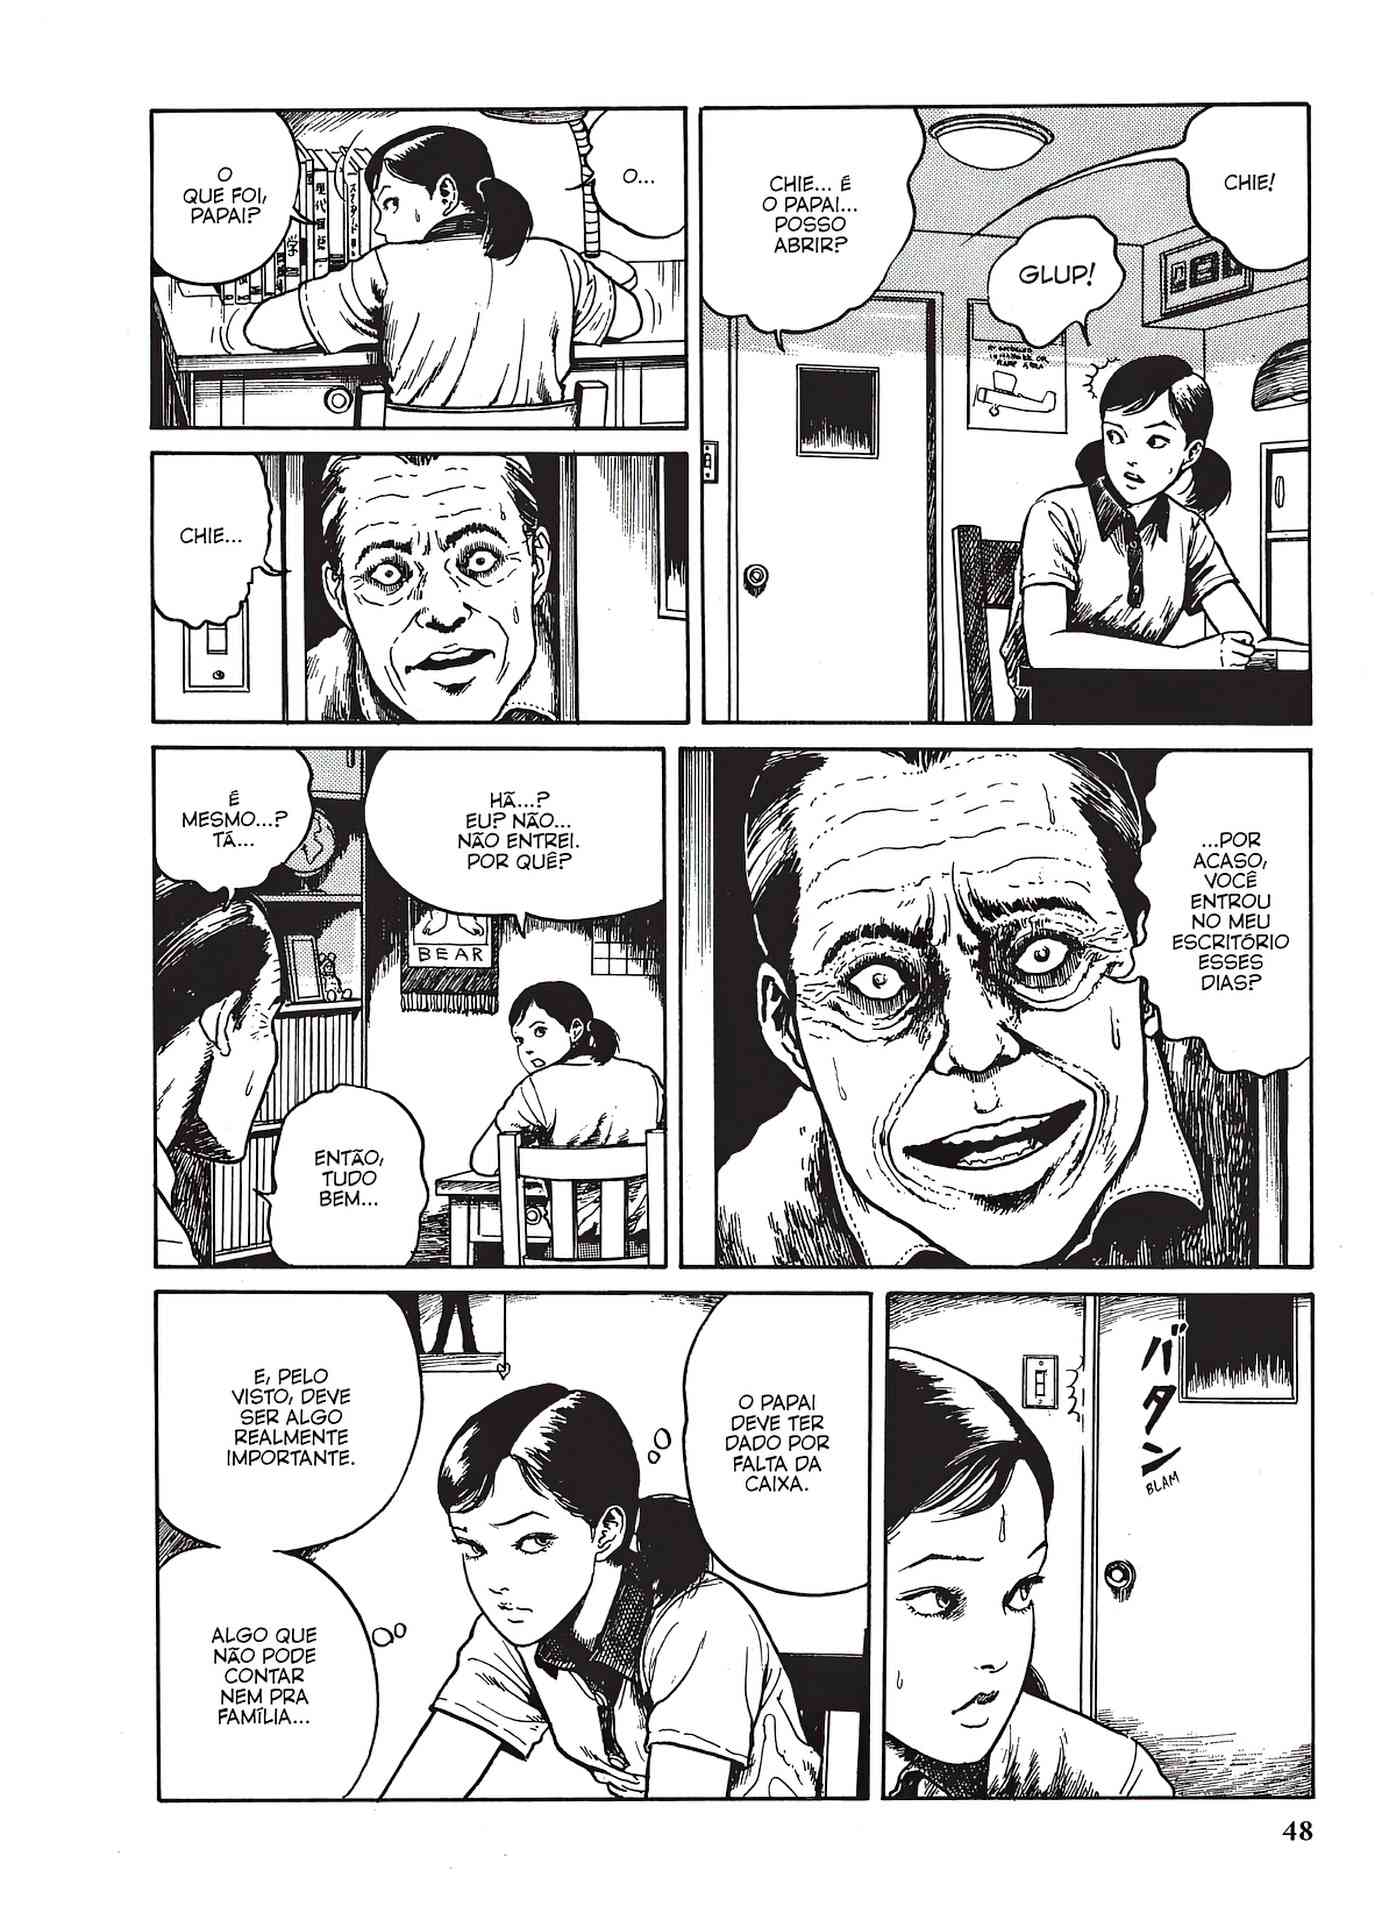 CHIE!
CHIE... É
O PAPAI...
POSSO
ABRIR?
GLUP!
O...
O
QUE FOI,
PAPAI?
CHIE...
...POR
ACASO,
VOCÊ
ENTROU
NO MEU
ESCRITÓRIO
ESSES
DIAS?
HÃ...?
EU? NÃO...
NÃO ENTREI.
POR QUÊ?
É
MESMO...?
TÁ...
BEAR
ENTÃO,
TUDO
BEM...
バタン
BLAM
O PAPAI
DEVE TER
DADO POR
FALTA DA
CAIXA.
E, PELO
VISTO, DEVE
SER ALGO
REALMENTE
IMPORTANTE.
ALGO QUE
NÃO PODE
CONTAR
NEM PRA
FAMÍLIA...
48